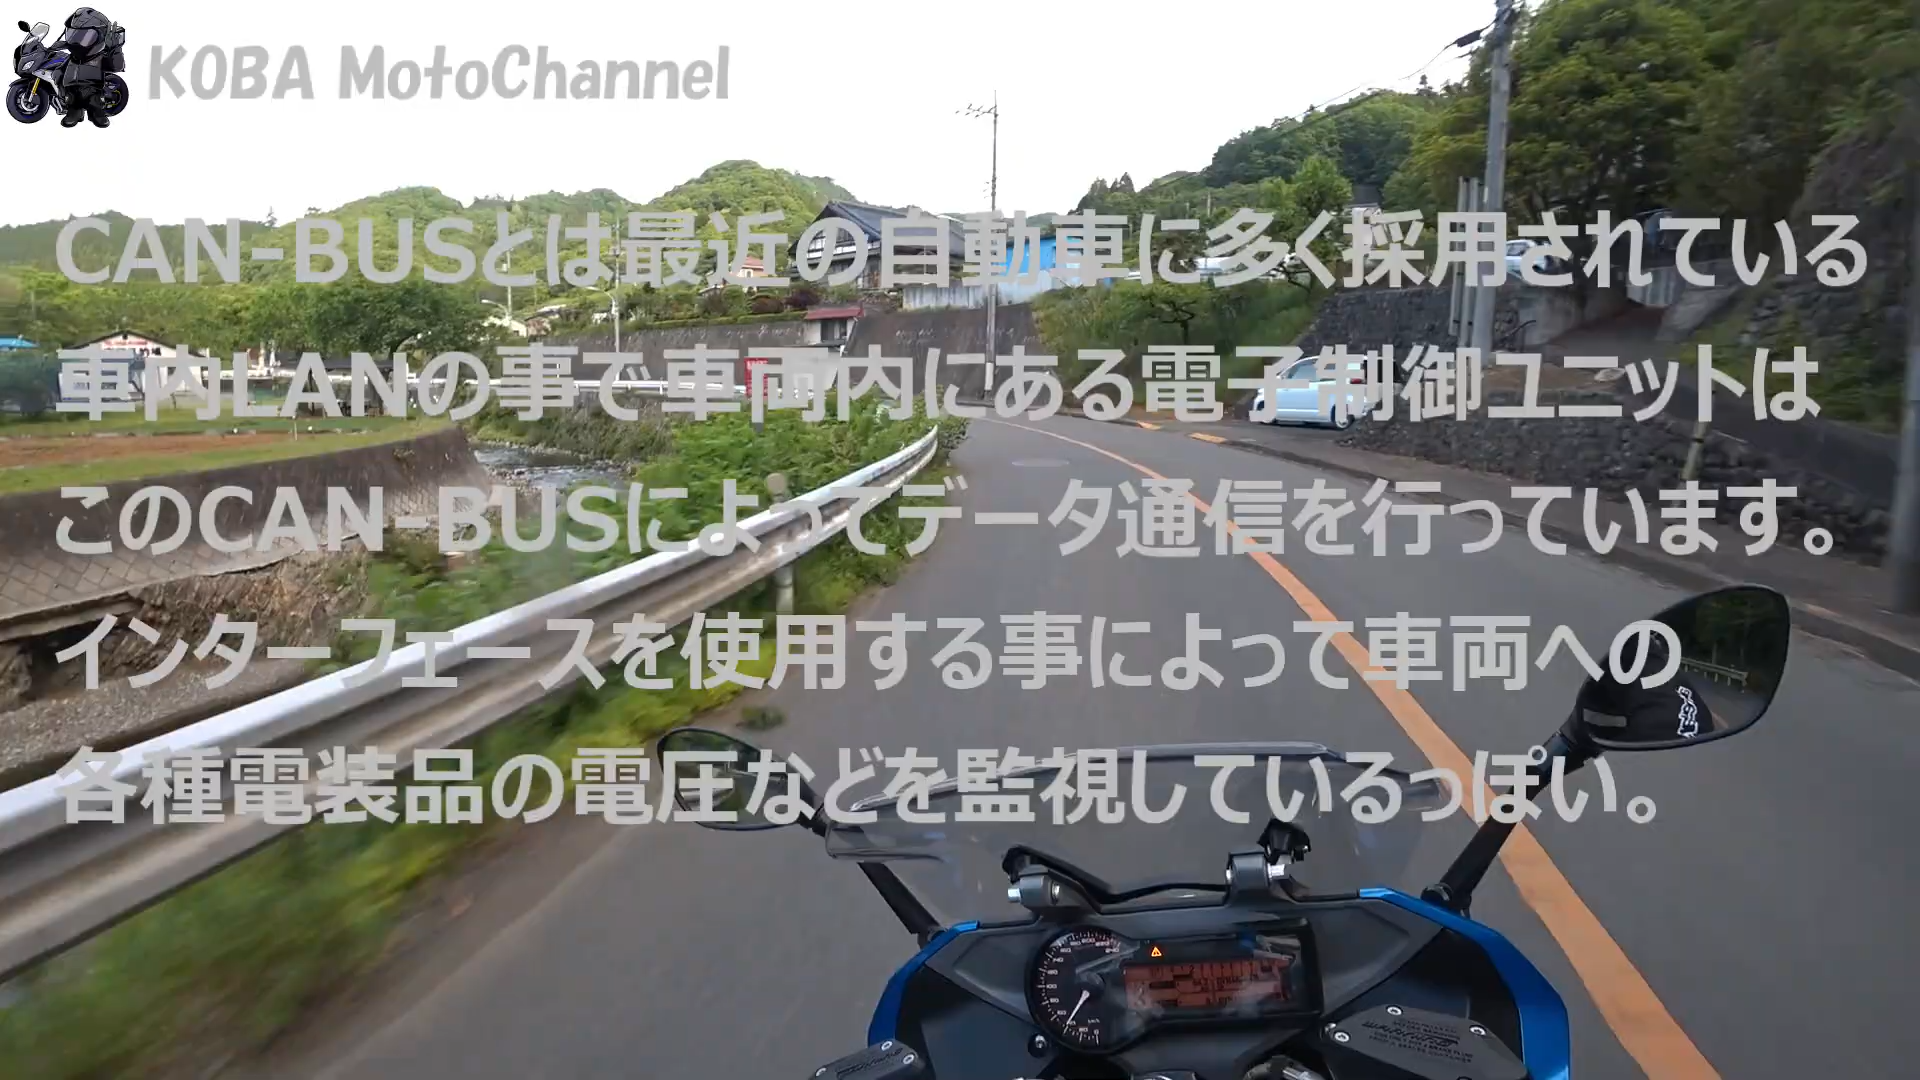 KOBA MotoChannel
CAN-BUSとは最近の自動車に多く採用されている
車内LANの事で車両内にある電子制御ユニットは
このCAN-BUSによってデータ通信を行っています。
インターフェースを使用する事によって車両への
各種電装品の電圧などを監視しているっぽい。